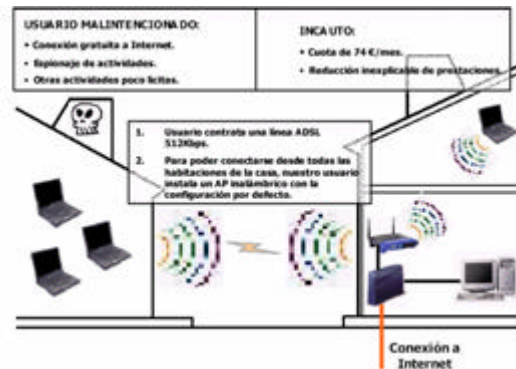 USUARIO MALINTENCIONADO:
• Conexión gratuita a Internet.
• Espionaje de actividades.
• Otras actividades poco lícitas.
INCAUTO:
• Cuota de 74 €/mes.
• Reducción inexplicable de prestaciones.
1. Usuario contrata una línea ADSL
512Kbps.
2. Para poder conectarse desde todas las
habitaciones de la casa, nuestro usuario
instala un AP inalámbrico con la
configuración por defecto.
Conexión a
Internet